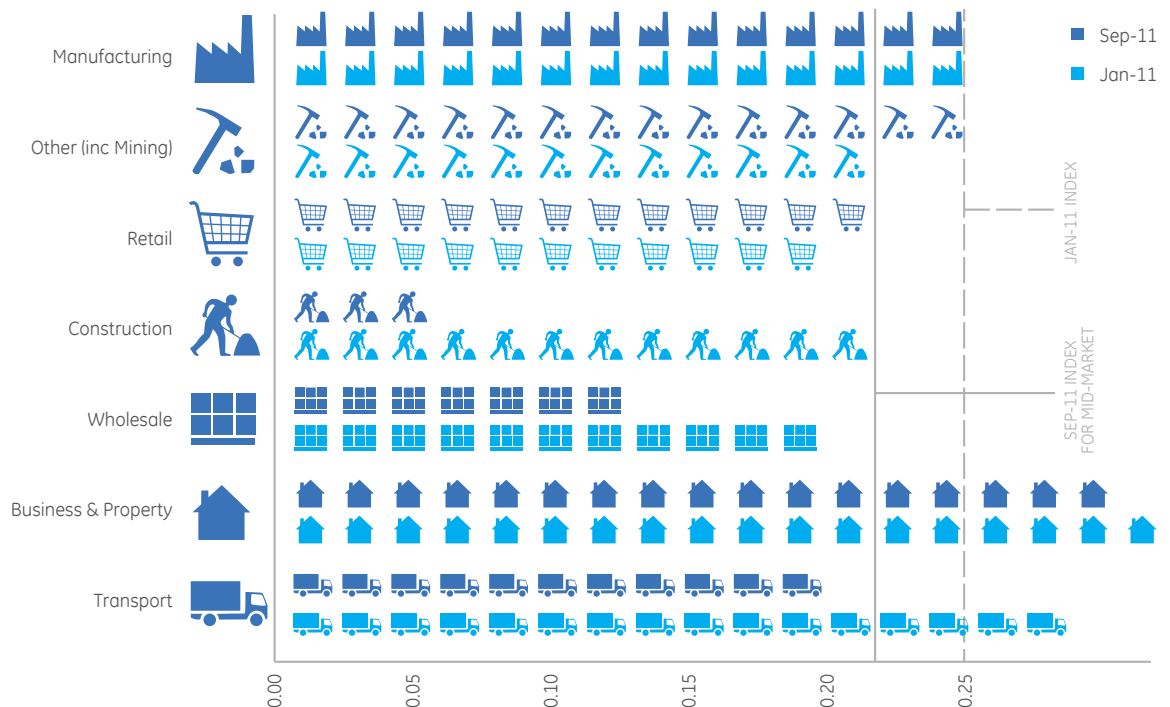 Sep-11
Jan-11
Manufacturing
Other (inc Mining)
Retail
Construction
Wholesale
Business & Property
Transport
JAN-11 INDEX
SEP-11 INDEX
FOR MID-MARKET
0.00
0.05
0.10
0.15
0.20
0.25